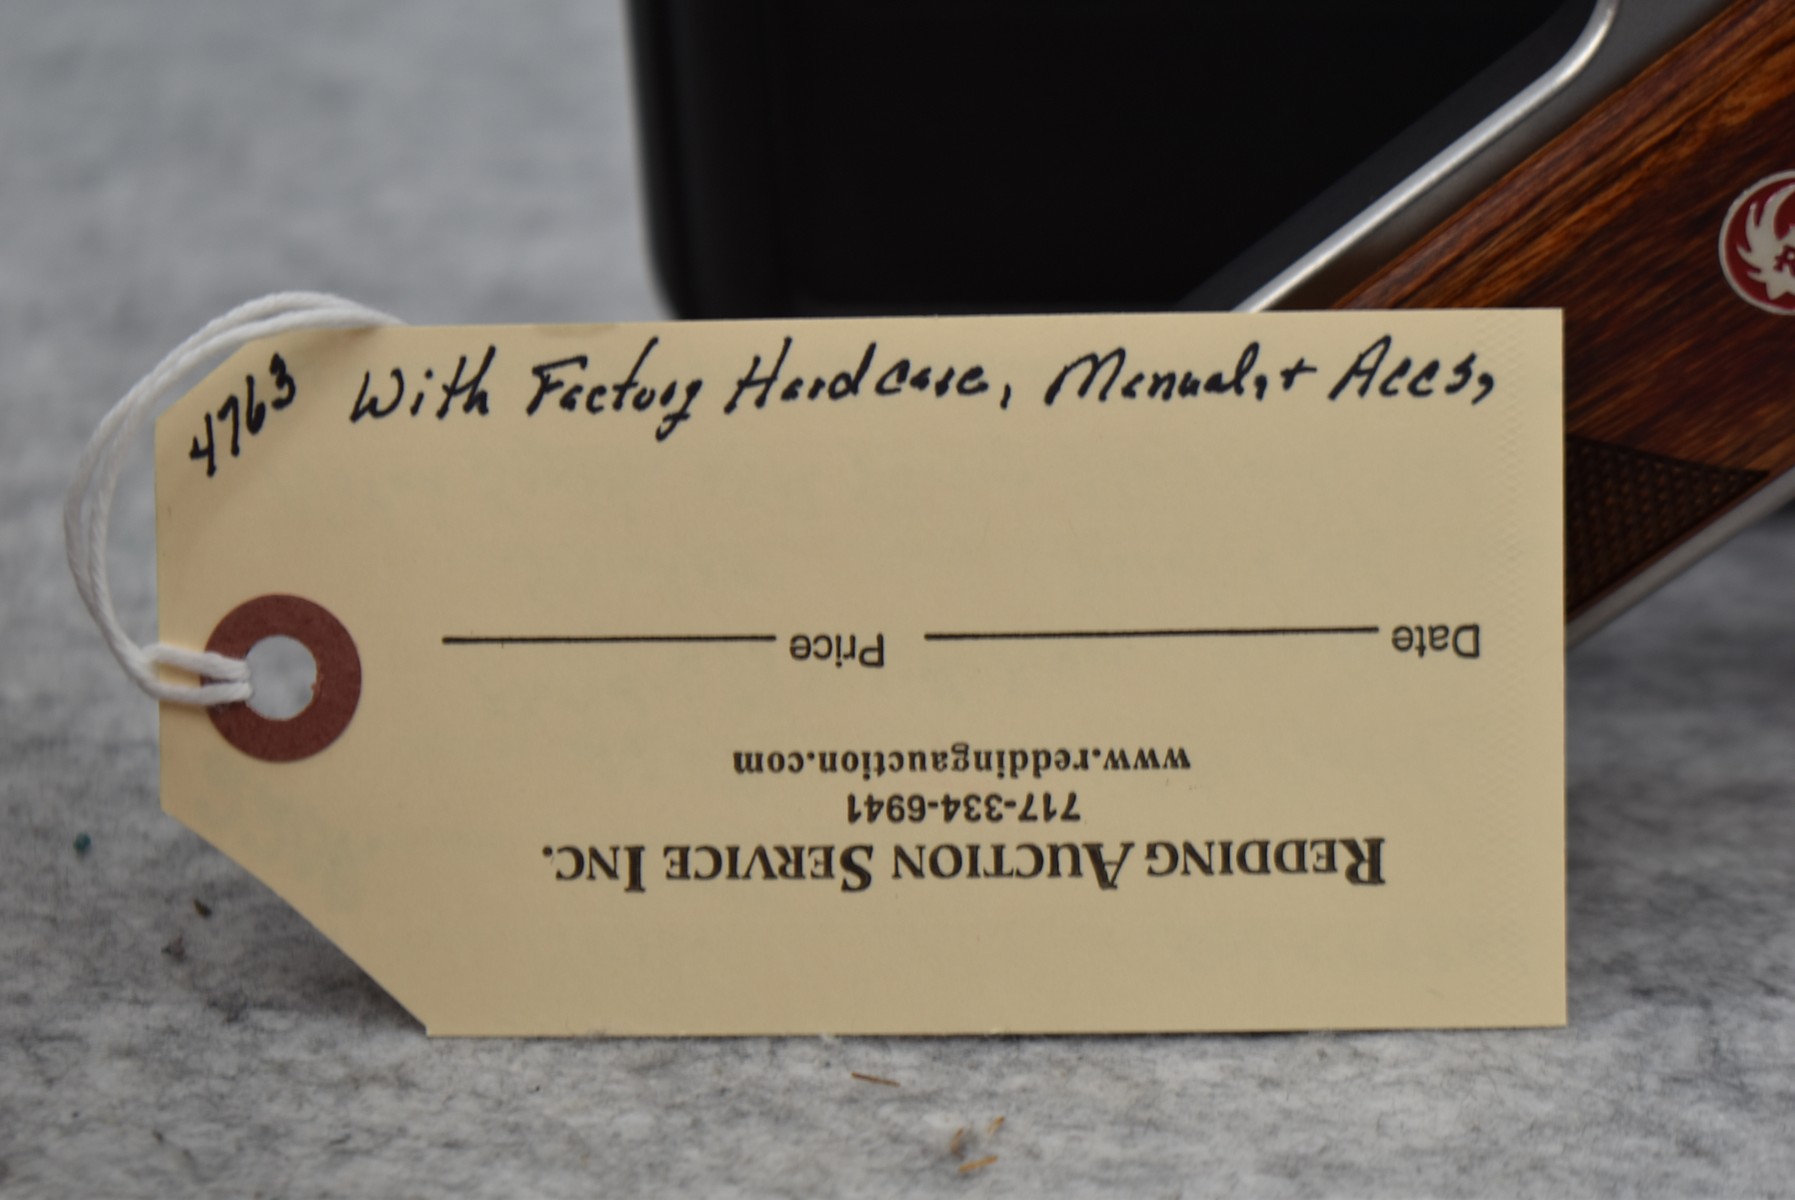 4763 With Factory Hardcase, Manual, + Accs,
REDDING AUCTION SERVICE INC.
717-334-6941
www.reddingauction.com
Date Price